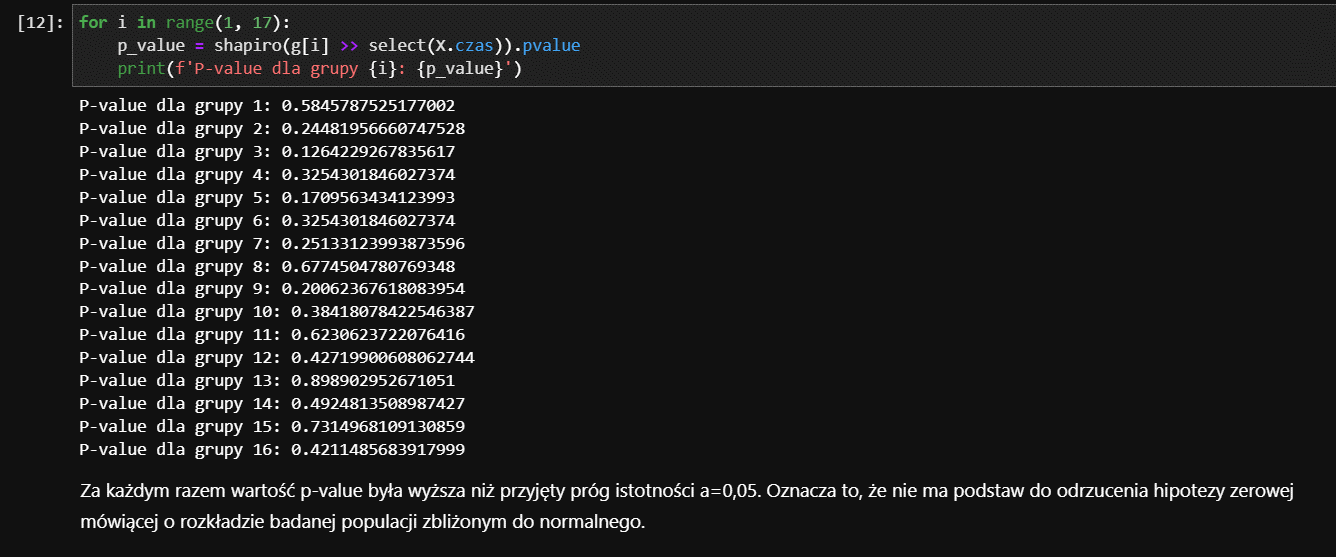 [12]: for i in range(1, 17):
p_value = shapiro(g[i] >> select(X.czas)).pvalue
print(f'P-value dla grupy {i}: {p_value}')
P-value dla grupy 1: 0.5845787525177002
P-value dla grupy 2: 0.24481956660747528
P-value dla grupy 3: 0.1264229267835617
P-value dla grupy 4: 0.3254301846027374
P-value dla grupy 5: 0.1709563434123993
P-value dla grupy 6: 0.3254301846027374
P-value dla grupy 7: 0.25133123993873596
P-value dla grupy 8: 0.6774504780769348
P-value dla grupy 9: 0.20062367618083954
P-value dla grupy 10: 0.38418078422546387
P-value dla grupy 11: 0.6230623722076416
P-value dla grupy 12: 0.42719900608062744
P-value dla grupy 13: 0.898902952671051
P-value dla grupy 14: 0.4924813508987427
P-value dla grupy 15: 0.7314968109130859
P-value dla grupy 16: 0.4211485683917999
Za każdym razem wartość p-value była wyższa niż przyjęty próg istotności a=0,05. Oznacza to, że nie ma podstaw do odrzucenia hipotezy zerowej
mówiącej o rozkładzie badanej populacji zbliżonym do normalnego.